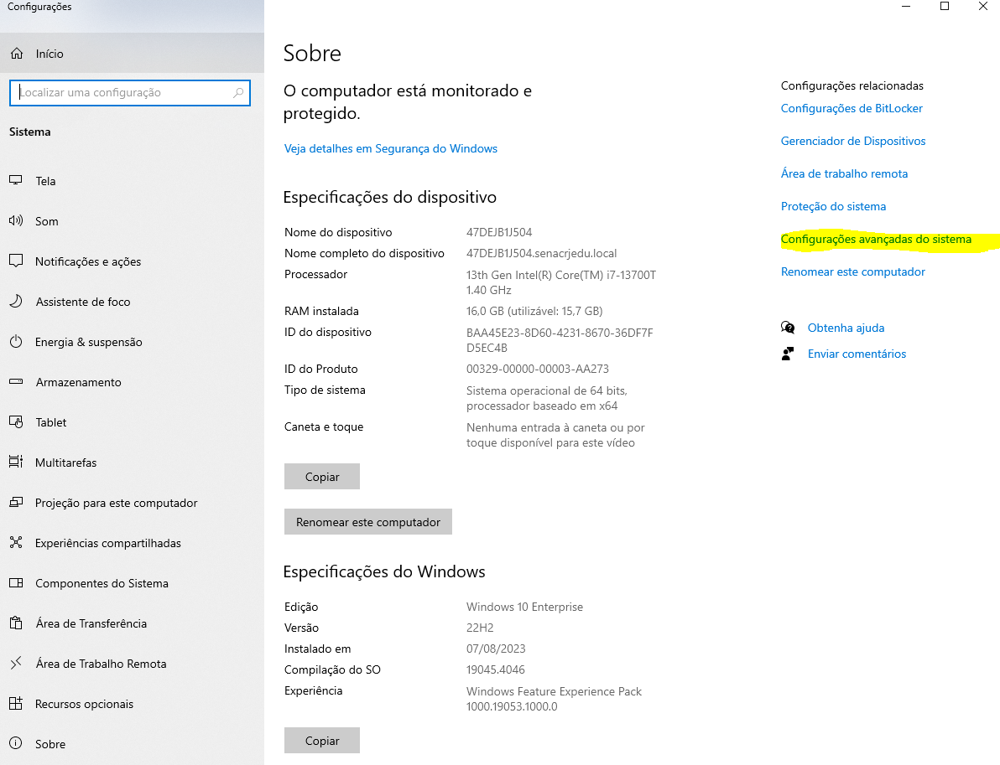 Configurações
Início
Localizar uma configuração
Sistema
Tela
Som
Notificações e ações
Assistente de foco
Energia & suspensão
Armazenamento
Tablet
Multitarefas
Projeção para este computador
Experiências compartilhadas
Componentes do Sistema
Área de Transferência
Área de Trabalho Remota
Recursos opcionais
Sobre
Sobre
O computador está monitorado e
protegido.
Veja detalhes em Segurança do Windows
Especificações do dispositivo
Nome do dispositivo 47DEJB1J504
Nome completo do dispositivo 47DEJB1J504.senacrjedu.local
Processador 13th Gen Intel(R) Core(TM) i7-13700T
1.40 GHz
RAM instalada 16,0 GB (utilizável: 15,7 GB)
ID do dispositivo BAA45E23-8D60-4231-8670-36DF7F
D5EC4B
ID do Produto 00329-00000-00003-AA273
Tipo de sistema Sistema operacional de 64 bits,
processador baseado em x64
Caneta e toque Nenhuma entrada à caneta ou por
toque disponível para este vídeo
Copiar
Renomear este computador
Especificações do Windows
Edição Windows 10 Enterprise
Versão 22H2
Instalado em 07/08/2023
Compilação do SO 19045.4046
Experiência Windows Feature Experience Pack
1000.19053.1000.0
Copiar
Configurações relacionadas
Configurações de BitLocker
Gerenciador de Dispositivos
Área de trabalho remota
Proteção do sistema
Configurações avançadas do sistema
Renomear este computador
Obtenha ajuda
Enviar comentários